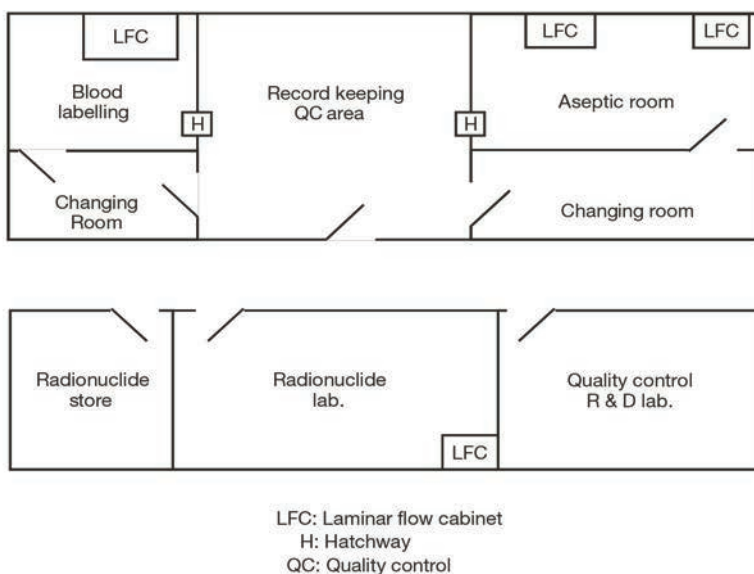 LFC
LFC
LFC
Blood
labelling
Record keeping
QC area
Aseptic room
H
H
Changing
Room
Changing room
Radionuclide
store
Radionuclide
lab.
Quality control
R & D lab.
LFC
LFC: Laminar flow cabinet
H: Hatchway
QC: Quality control